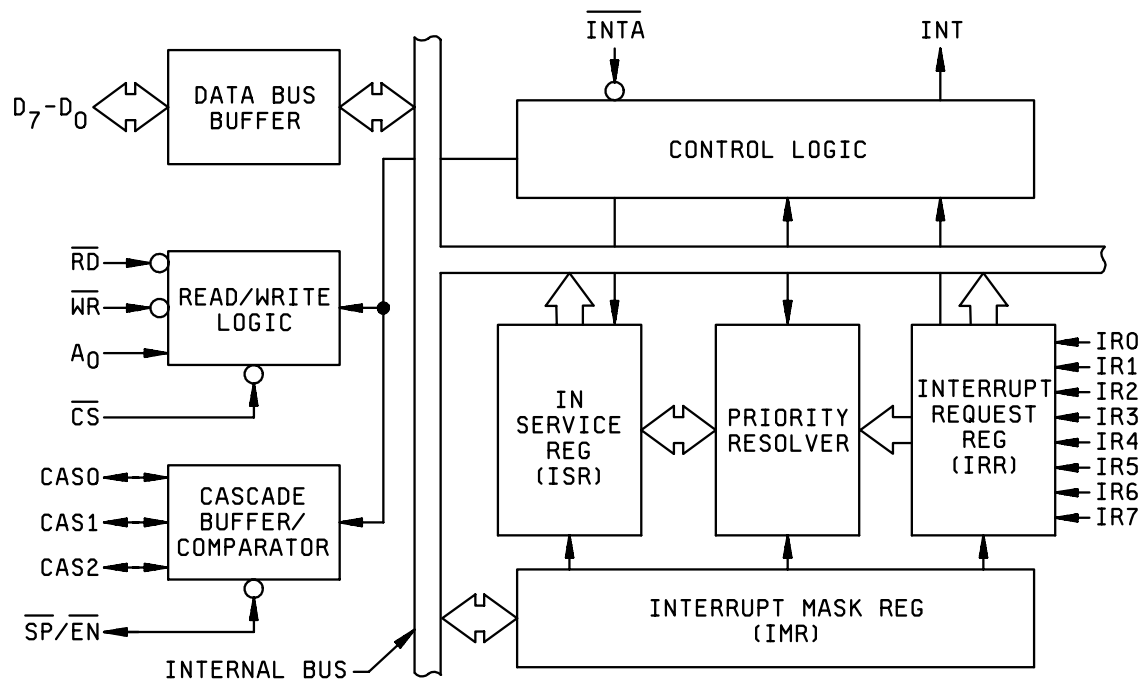 INTA
INT
D7-D0
DATA BUS
BUFFER
CONTROL LOGIC
RD
WR
A0
CS
READ/WRITE
LOGIC
IN
SERVICE
REG
(ISR)
PRIORITY
RESOLVER
INTERRUPT
REQUEST
REG
(IRR)
IR0
IR1
IR2
IR3
IR4
IR5
IR6
IR7
CAS0
CAS1
CAS2
CASCADE
BUFFER/
COMPARATOR
SP/EN
INTERRUPT MASK REG
(IMR)
INTERNAL BUS